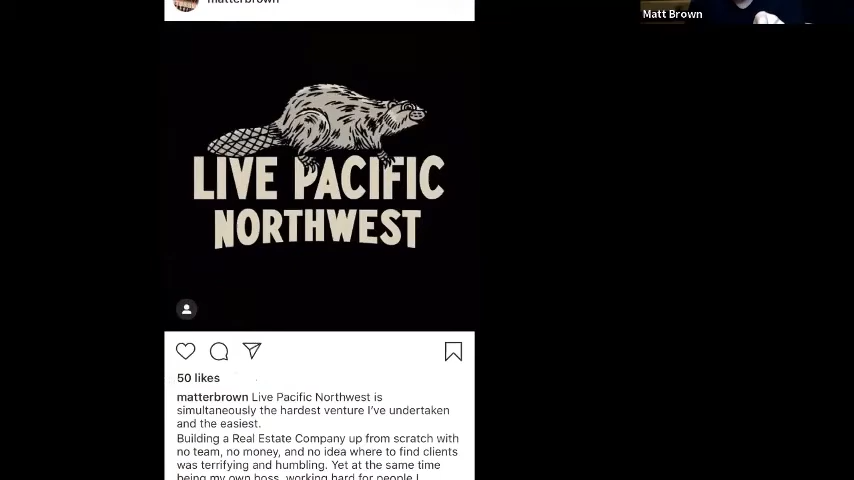 matterbrown
Matt Brown
LIVE PACIFIC
NORTHWEST
50 likes
matterbrown Live Pacific Northwest is
simultaneously the hardest venture I've undertaken
and the easiest.
Building a Real Estate Company up from scratch with
no team, no money, and no idea where to find clients
was terrifying and humbling. Yet at the same time
being my own boss, working hard for people I